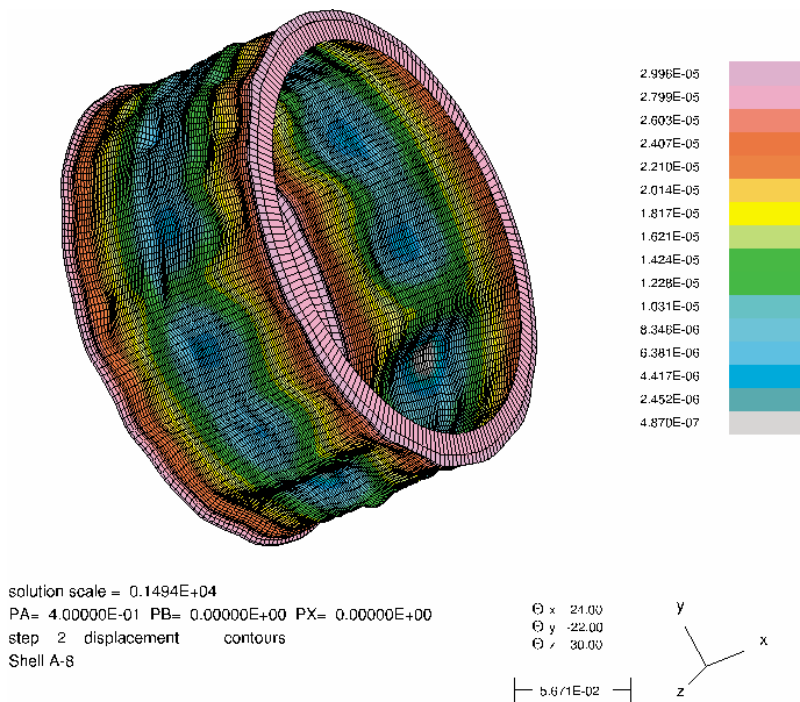 2.996E-05
2.799E-05
2.603E-05
2.407E-05
2.210E-05
2.014E-05
1.817E-05
1.621E-05
1.424E-05
1.228E-05
1.031E-05
8.346E-06
6.381E-06
4.417E-06
2.452E-06
4.870E-07
solution scale = 0.1494E+04
PA= 4.00000E-01 PB= 0.00000E+00 PX= 0.00000E+00
step 2 displacement contours
Shell A-8
Θ x 24.00
Θ y -22.00
Θ z 30.00
5.671E-02
y
x
z